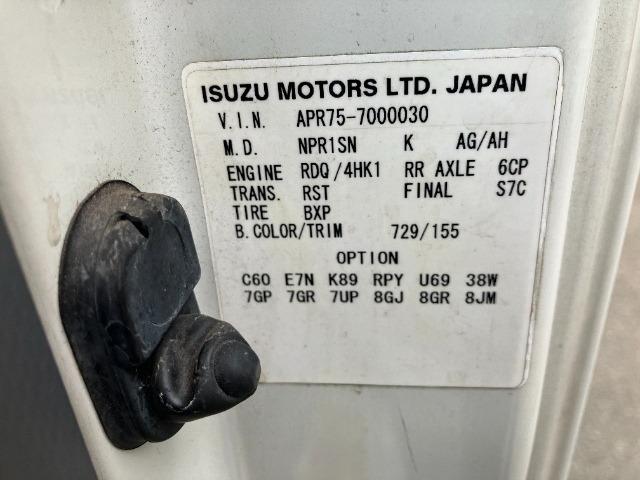 ISUZU MOTORS LTD. JAPAN
V.I.N. APR75-7000030
M.D. NPR1SN K AG/AH
ENGINE RDQ/4HK1 RR AXLE 6CP
TRANS. RST FINAL S7C
TIRE BXP
B.COLOR/TRIM 729/155
OPTION
C60 E7N K89 RPY U69 38W
7GP 7GR 7UP 8GJ 8GR 8JM